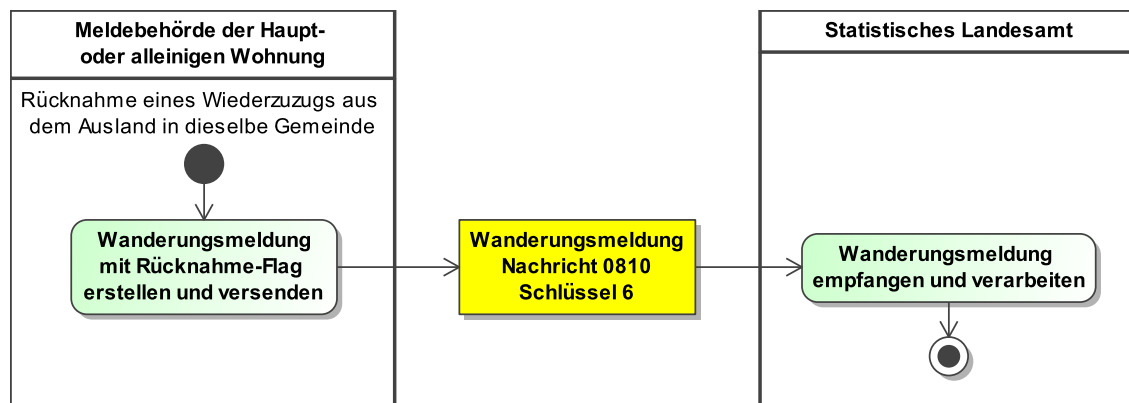 Meldebehörde der Haupt-
oder alleinigen Wohnung
Statistisches Landesamt
Rücknahme eines Wiederzuzugs aus
dem Ausland in dieselbe Gemeinde
Wanderungsmeldung
mit Rücknahme-Flag
erstellen und versenden
Wanderungsmeldung
Nachricht 0810
Schlüssel 6
Wanderungsmeldung
empfangen und verarbeiten